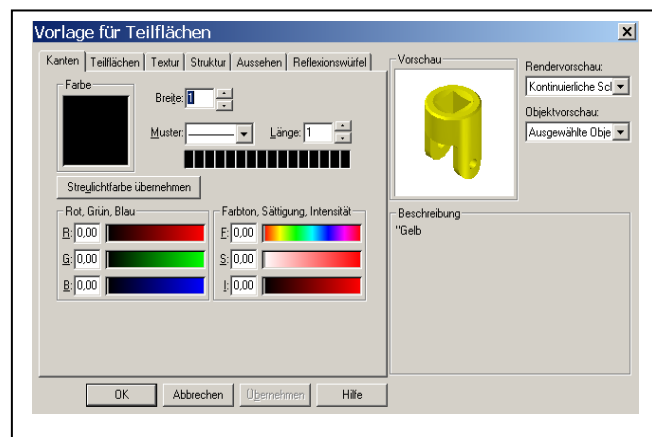 Vorlage für Teilflächen
Kanten Teilflächen Textur Struktur Aussehen Reflexionswürfel
Farbe
Breite: 1
Muster: Länge: 1
Streulichtfarbe übernehmen
Rot, Grün, Blau
R: 0,00
G: 0,00
B: 0,00
Farbton, Sättigung, Intensität
F: 0,00
S: 0,00
I: 0,00
Vorschau
Rendervorschau:
Kontinuierliche Scl
Objektvorschau:
Ausgewählte Obje
Beschreibung
"Gelb
OK Abbrechen Übernehmen Hilfe